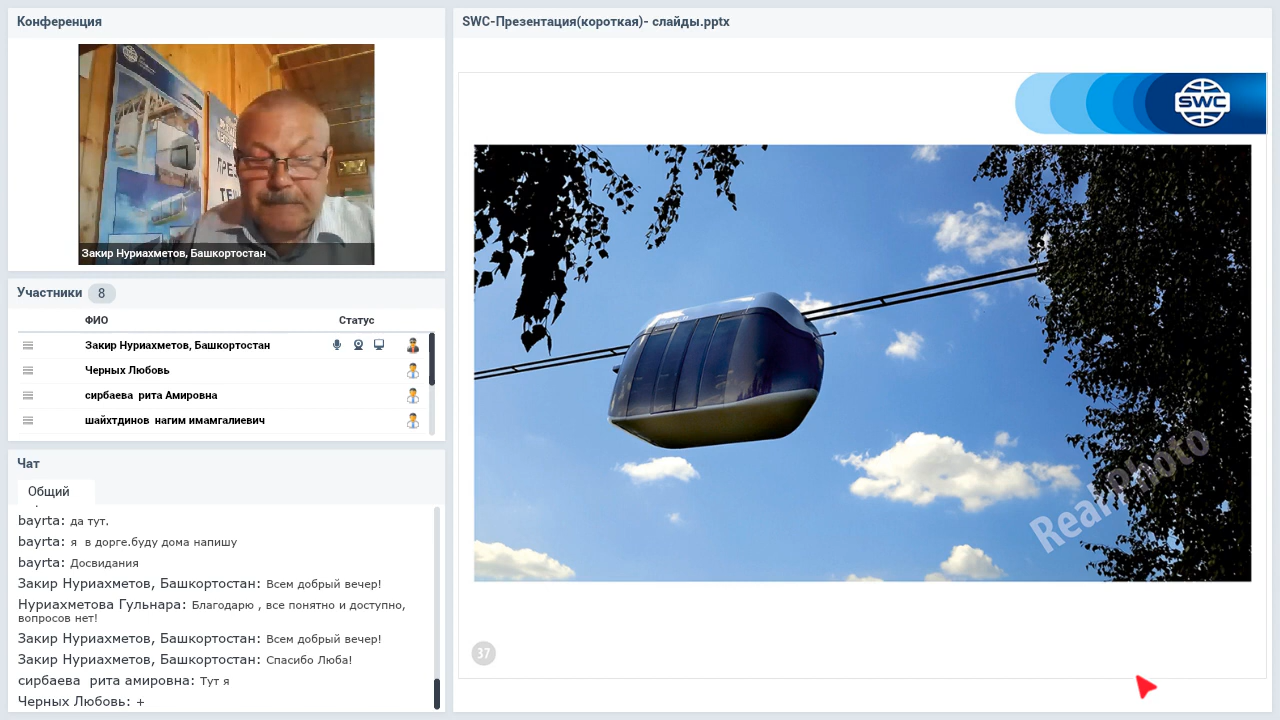 Конференция
Закир Нуриахметов, Башкортостан
Участники 8
ФИО Статус
Закир Нуриахметов, Башкортостан
Черных Любовь
сирбаева рита Амировна
шайхтдинов нагим имамгалиевич
Чат
Общий
bayrta: да тут.
bayrta: я в дорге.буду дома напишу
bayrta: Досвидания
Закир Нуриахметов, Башкортостан: Всем добрый вечер!
Нуриахметова Гульнара: Благодарю , все понятно и доступно,
вопросов нет!
Закир Нуриахметов, Башкортостан: Всем добрый вечер!
Закир Нуриахметов, Башкортостан: Спасибо Люба!
сирбаева рита амировна: Тут я
Черных Любовь: +
SWC-Презентация(короткая)- слайды.pptx
SWC
Real Photo
37